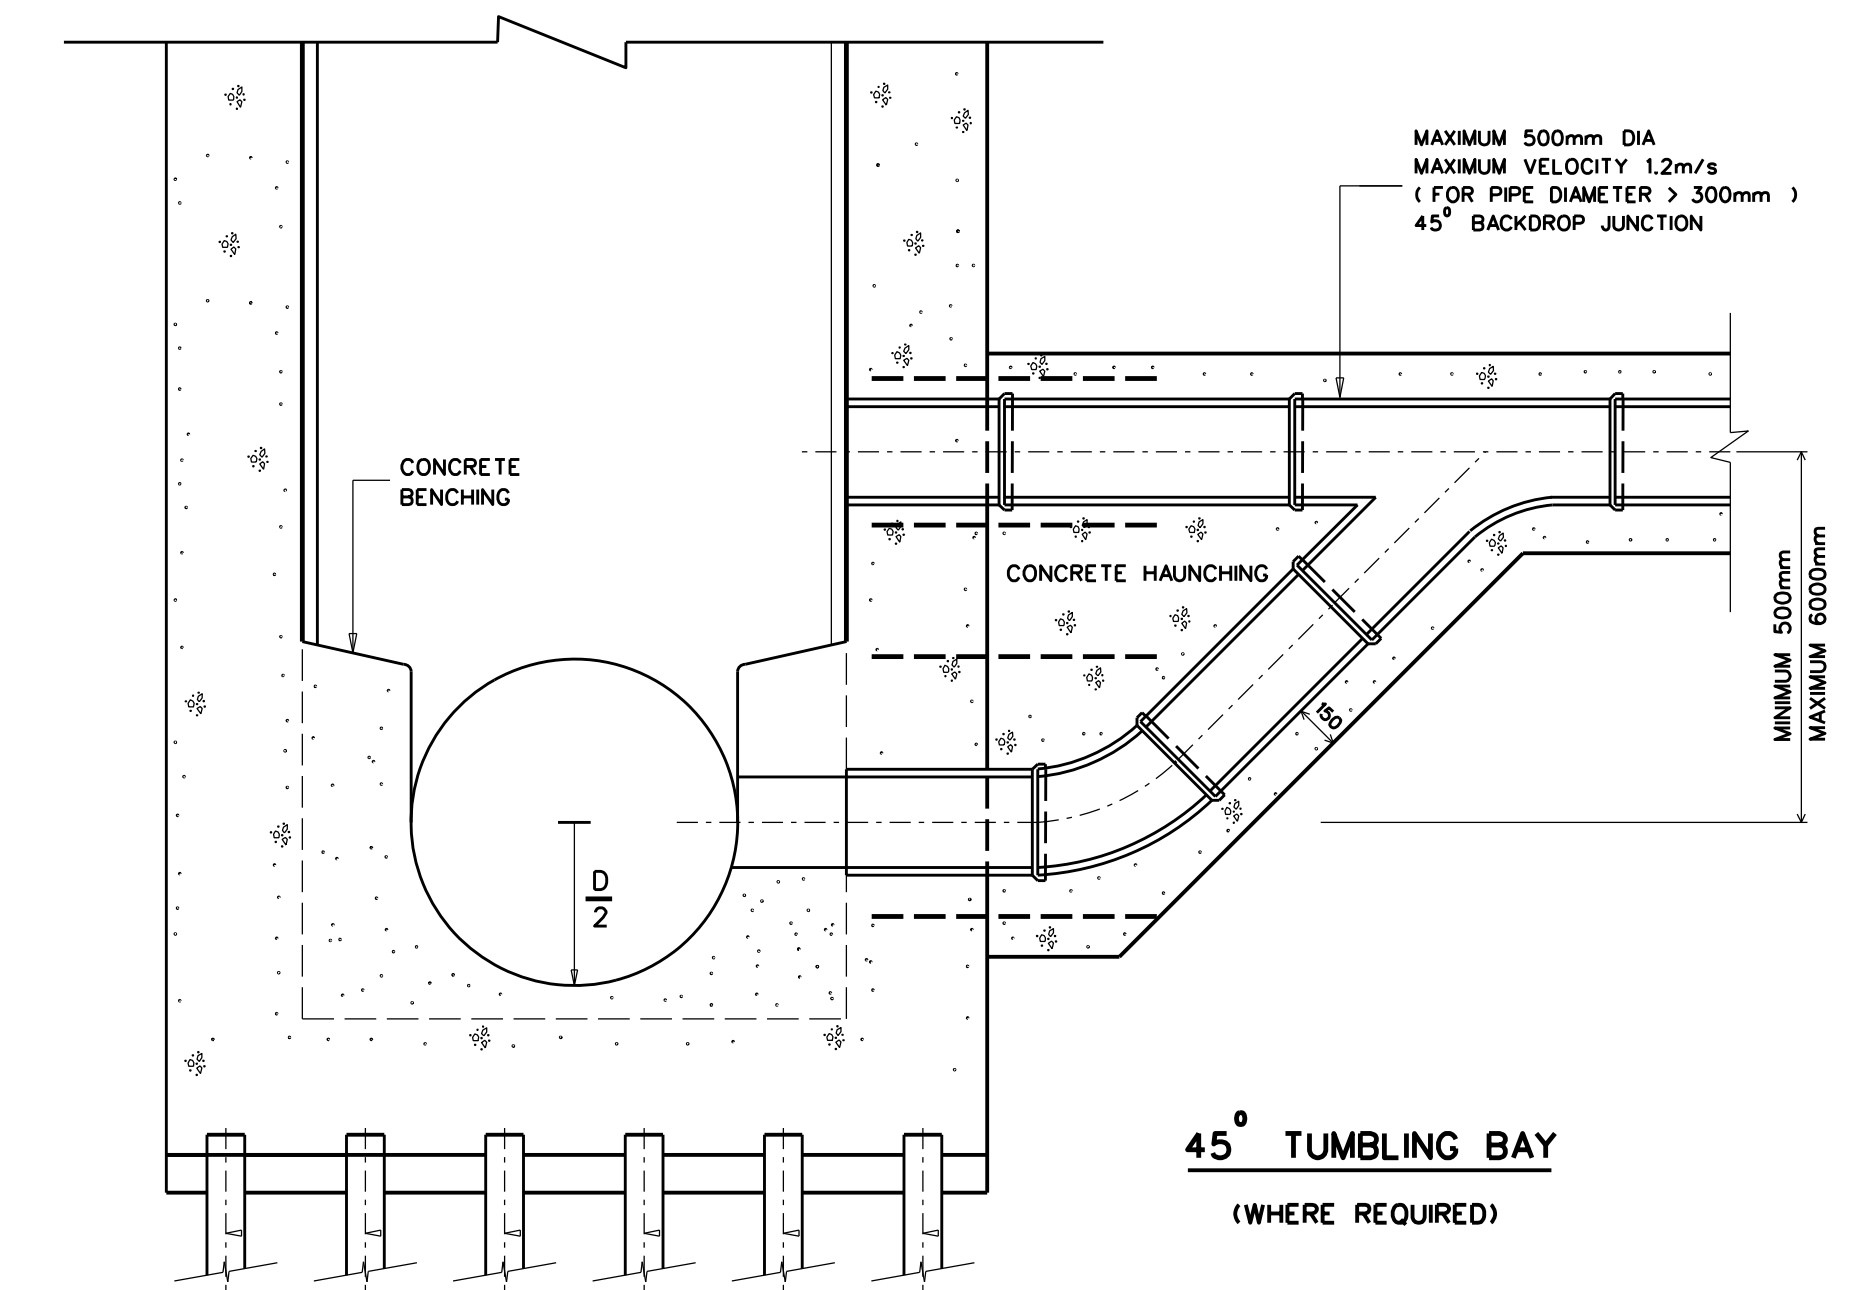 MAXIMUM 500mm DIA
MAXIMUM VELOCITY 1.2m/s
( FOR PIPE DIAMETER > 300mm )
45° BACKDROP JUNCTION
CONCRETE
BENCHING
CONCRETE HAUNCHING
MINIMUM 500mm
MAXIMUM 6000mm
150
D
2
45° TUMBLING BAY
(WHERE REQUIRED)